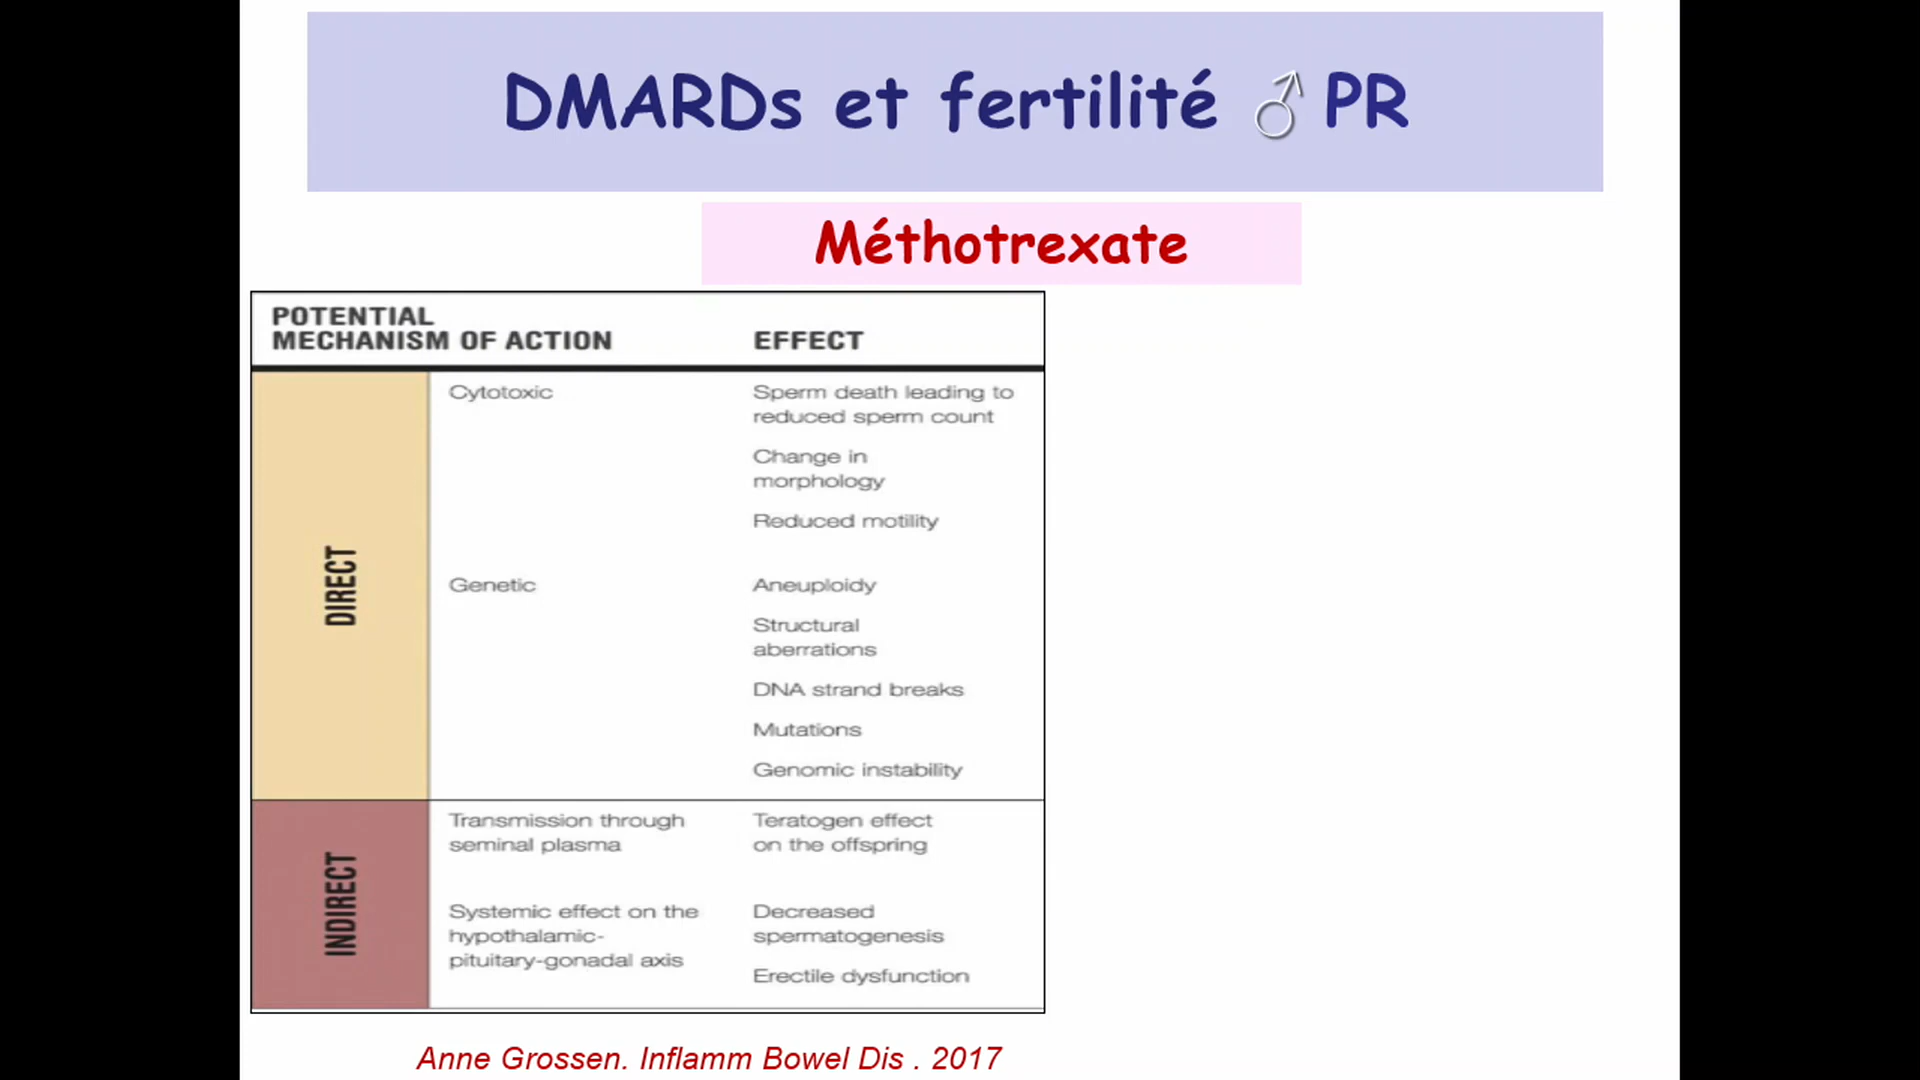 DMARDs et fertilité ♂ PR
Méthotrexate
POTENTIAL
MECHANISM OF ACTION EFFECT
DIRECT
Cytotoxic Sperm death leading to
reduced sperm count
Change in
morphology
Reduced motility
Genetic Aneuploidy
Structural
aberrations
DNA strand breaks
Mutations
Genomic instability
INDIRECT
Transmission through Teratogen effect
seminal plasma on the offspring
Systemic effect on the Decreased
hypothalamic- spermatogenesis
pituitary-gonadal axis
Erectile dysfunction
Anne Grossen. Inflamm Bowel Dis . 2017